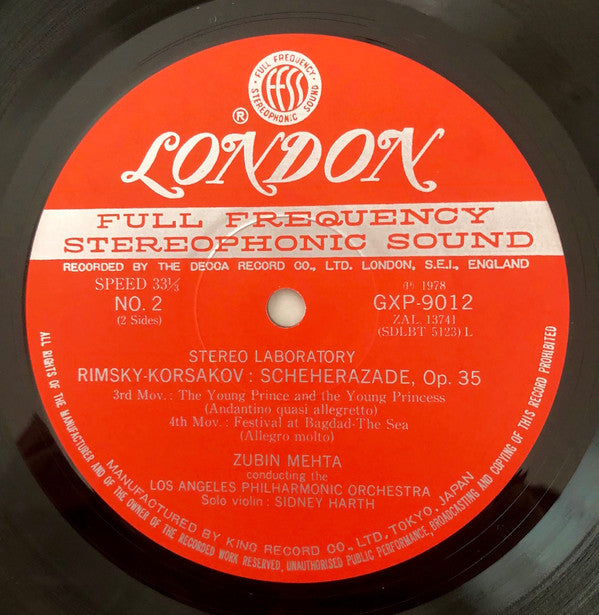 FULL FREQUENCY
ffss
STEREOPHONIC SOUND
®
LONDON
FULL FREQUENCY
STEREOPHONIC SOUND
RECORDED BY THE DECCA RECORD CO., LTD. LONDON, S.E.I., ENGLAND
SPEED 33⅓
℗ 1978
NO. 2
GXP-9012
(2 Sides)
ZAL 13741
(SDLBT 5123) L
STEREO LABORATORY
RIMSKY-KORSAKOV : SCHEHERAZADE, Op. 35
3rd Mov. : The Young Prince and the Young Princess
(Andantino quasi allegretto)
4th Mov. : Festival at Bagdad-The Sea
(Allegro molto)
ZUBIN MEHTA
conducting the
LOS ANGELES PHILHARMONIC ORCHESTRA
Solo violin : SIDNEY HARTH
MANUFACTURED BY KING RECORD CO., LTD, TOKYO, JAPAN
ALL RIGHTS OF THE MANUFACTURER AND OF THE OWNER OF THE RECORDED WORK RESERVED, UNAUTHORISED PUBLIC PERFORMANCE, BROADCASTING AND COPYING OF THIS RECORD PROHIBITED